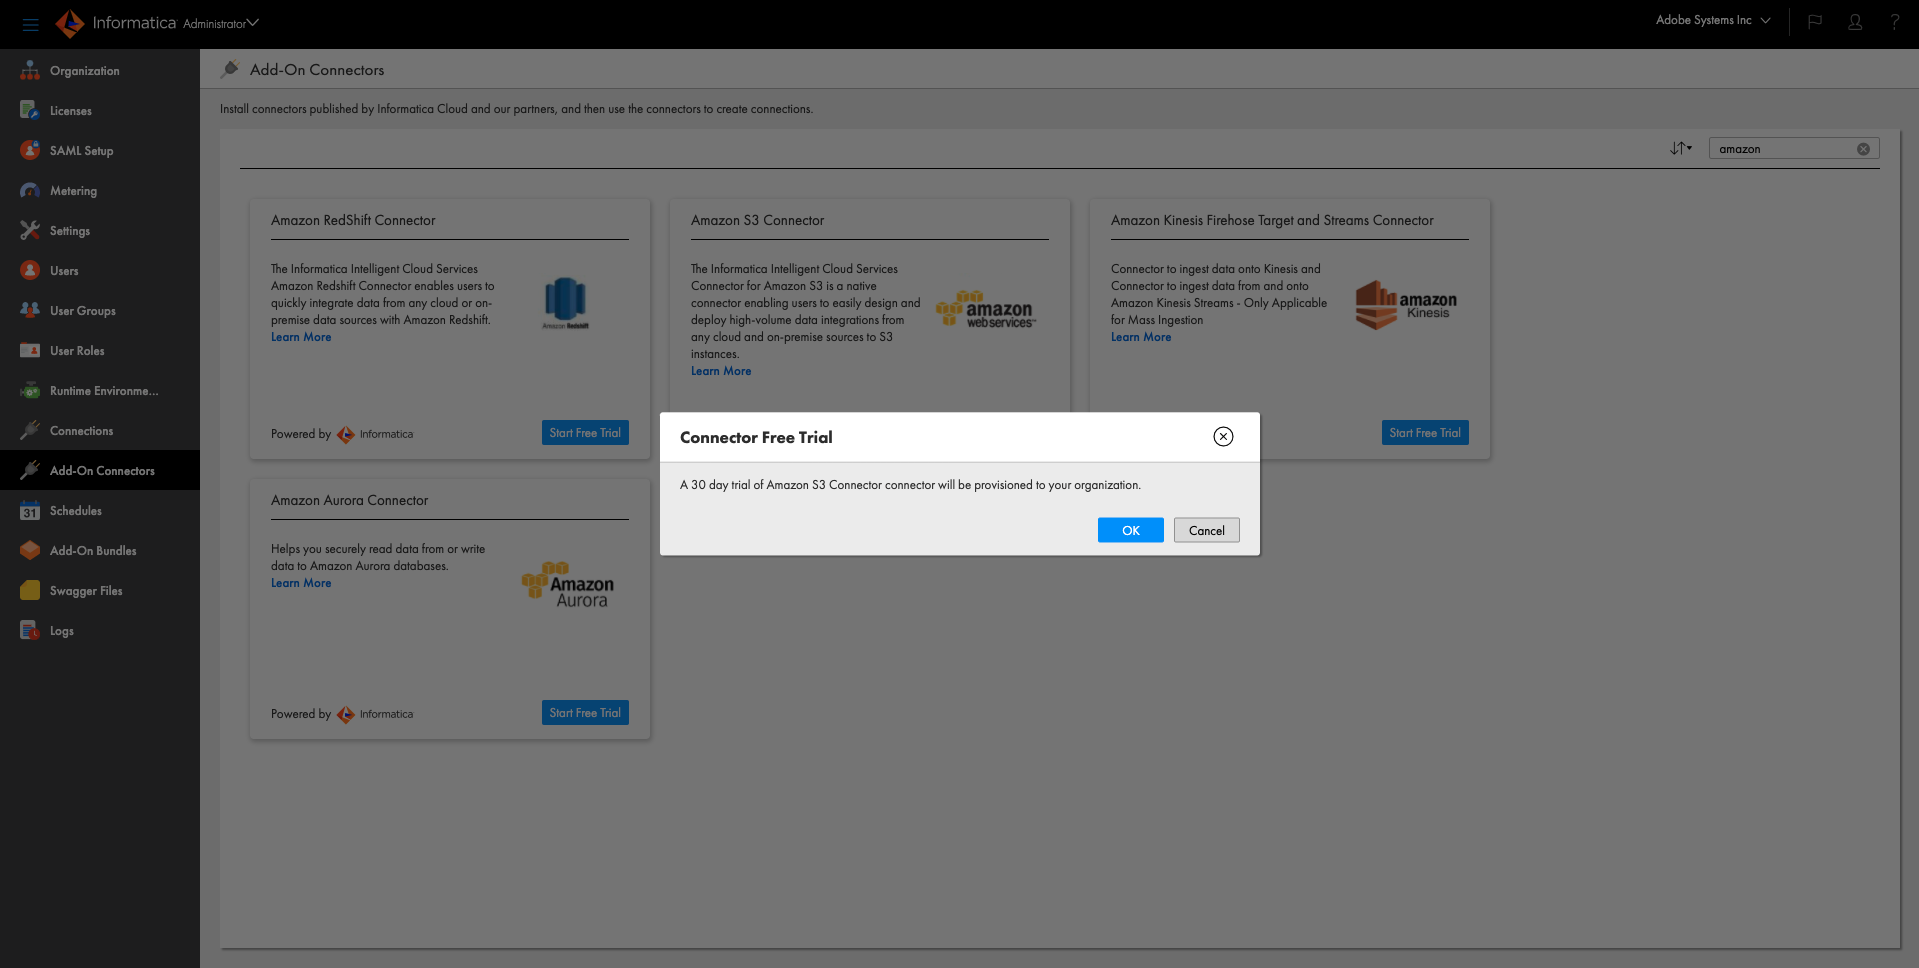 Informatica Administrator
Adobe Systems Inc
?
Organization
Licenses
SAML Setup
Metering
Settings
Users
User Groups
User Roles
Runtime Environme...
Connections
Add-On Connectors
Schedules
31
Add-On Bundles
Swagger Files
Logs
Add-On Connectors
Install connectors published by Informatica Cloud and our partners, and then use the connectors to create connections.
amazon
Amazon RedShift Connector
The Informatica Intelligent Cloud Services
Amazon Redshift Connector enables users to
quickly integrate data from any cloud or on-
premise data sources with Amazon Redshift.
Learn More
Amazon Redshift
Powered by Informatica
Start Free Trial
Amazon S3 Connector
The Informatica Intelligent Cloud Services
Connector for Amazon S3 is a native
connector enabling users to easily design and
deploy high-volume data integrations from
any cloud and on-premise sources to S3
instances.
Learn More
amazon
webservices™
Amazon Kinesis Firehose Target and Streams Connector
Connector to ingest data onto Kinesis and
Connector to ingest data from and onto
Amazon Kinesis Streams - Only Applicable
for Mass Ingestion
Learn More
amazon
Kinesis
Start Free Trial
Connector Free Trial
A 30 day trial of Amazon S3 Connector connector will be provisioned to your organization.
OK
Cancel
Amazon Aurora Connector
Helps you securely read data from or write
data to Amazon Aurora databases.
Learn More
Amazon
Aurora
Powered by Informatica
Start Free Trial